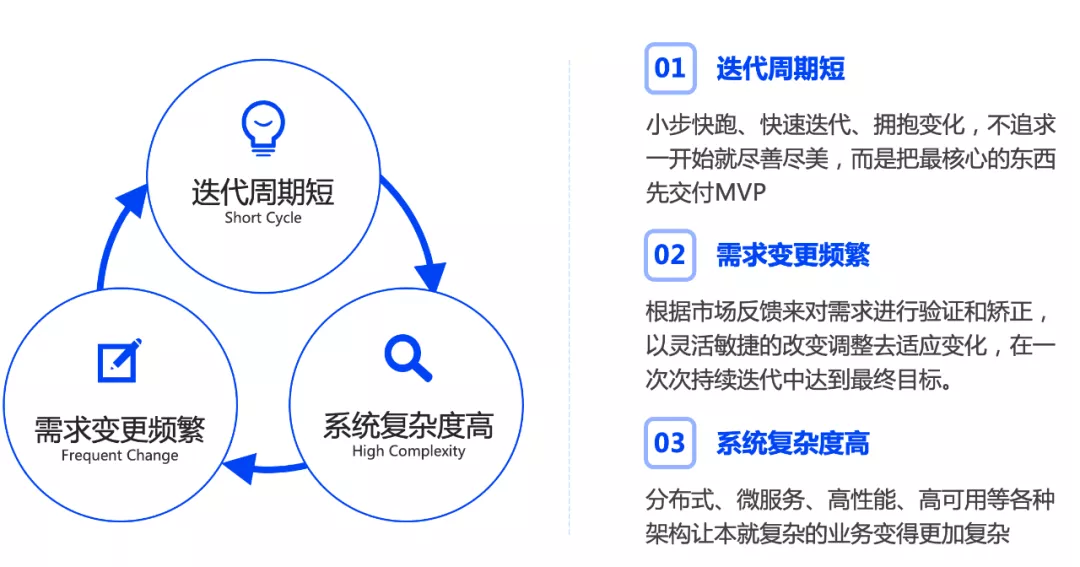 迭代周期短
Short Cycle
需求变更频繁
Frequent Change
系统复杂度高
High Complexity
01 迭代周期短
小步快跑、快速迭代、拥抱变化，不追求
一开始就尽善尽美，而是把最核心的东西
先交付MVP
02 需求变更频繁
根据市场反馈来对需求进行验证和矫正，
以灵活敏捷的改变调整去适应变化，在一
次次持续迭代中达到最终目标。
03 系统复杂度高
分布式、微服务、高性能、高可用等各种
架构让本就复杂的业务变得更加复杂